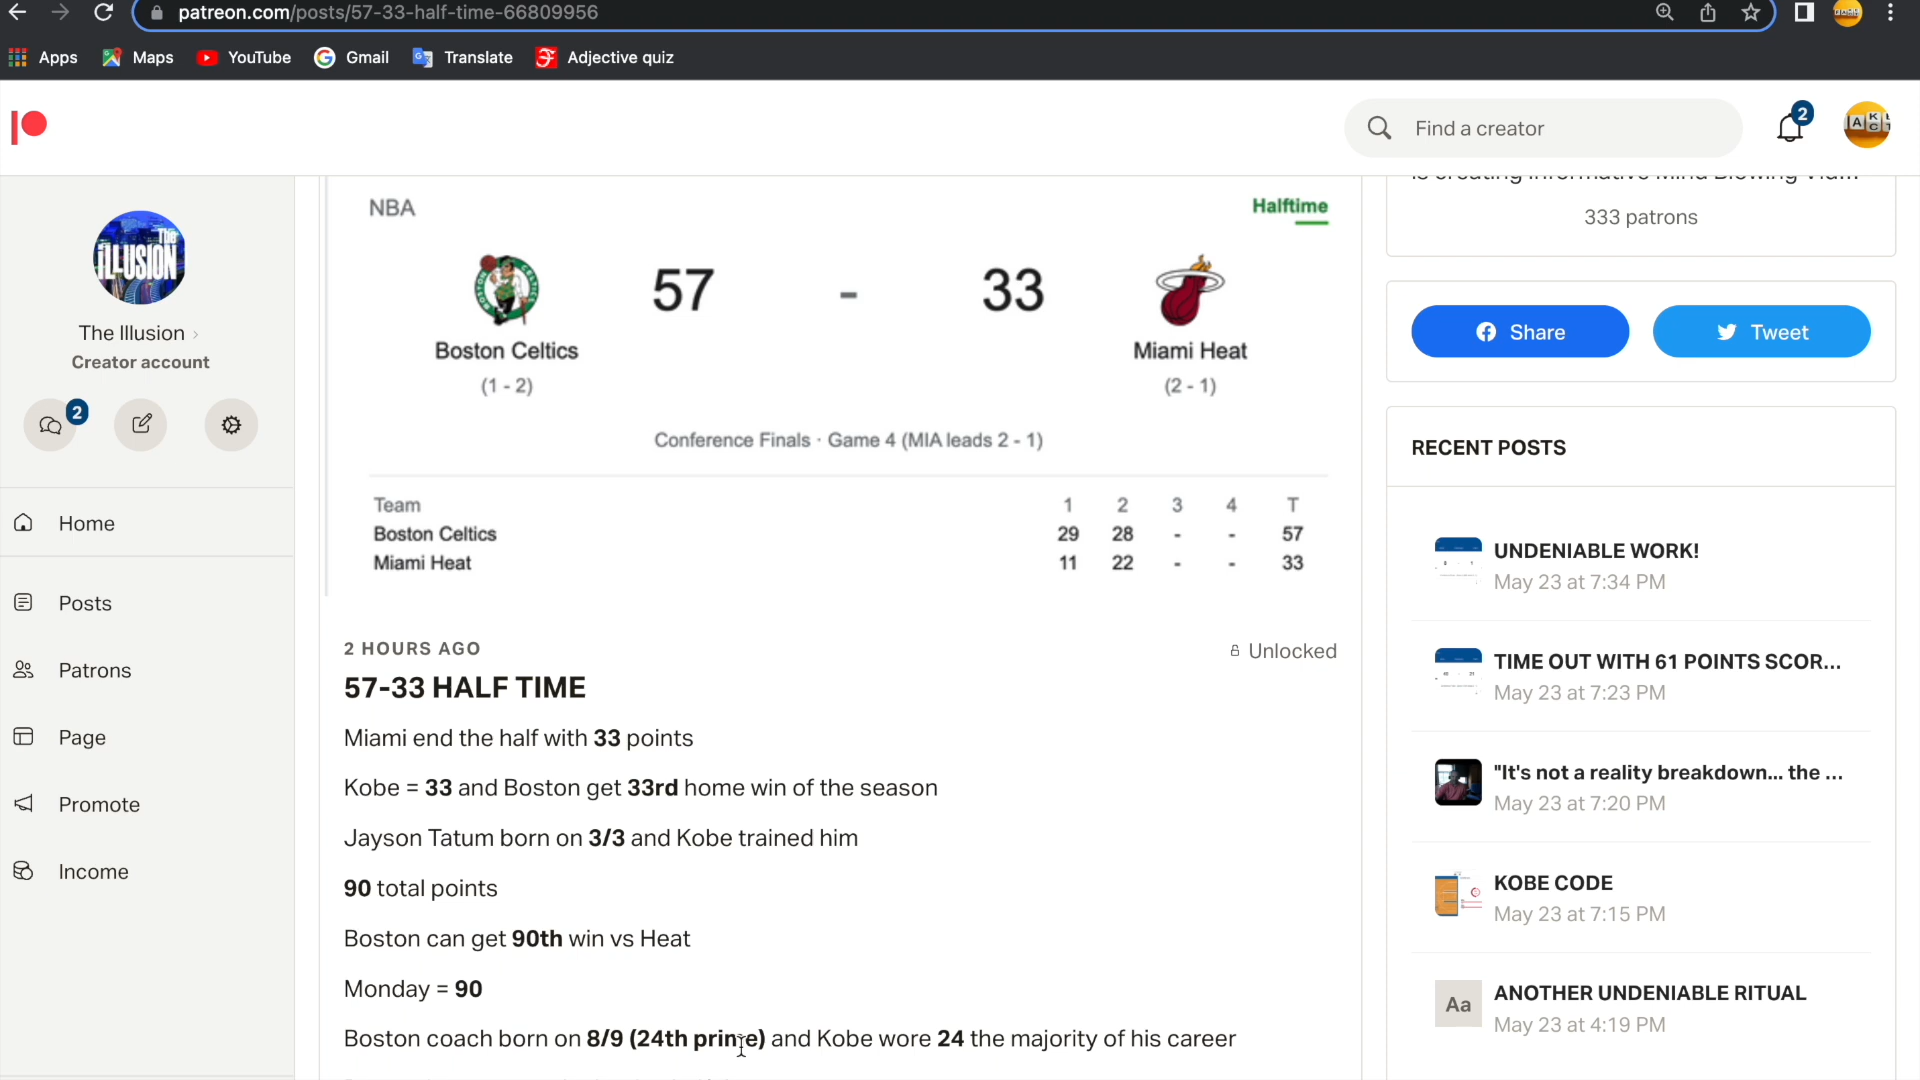 patreon.com/posts/57-33-half-time-66809956
Apps
Maps
YouTube
Gmail
Translate
Adjective quiz
Find a creator
2
The Illusion
Creator account
2
Home
Posts
Patrons
Page
Promote
Income
NBA
Halftime
57 - 33
Boston Celtics
Miami Heat
(1 - 2)
(2 - 1)
Conference Finals · Game 4 (MIA leads 2 - 1)
Team 1 2 3 4 T
Boston Celtics 29 28 - - 57
Miami Heat 11 22 - - 33
2 HOURS AGO
Unlocked
57-33 HALF TIME
Miami end the half with 33 points
Kobe = 33 and Boston get 33rd home win of the season
Jayson Tatum born on 3/3 and Kobe trained him
90 total points
Boston can get 90th win vs Heat
Monday = 90
Boston coach born on 8/9 (24th prime) and Kobe wore 24 the majority of his career
333 patrons
Share
Tweet
RECENT POSTS
UNDENIABLE WORK!
May 23 at 7:34 PM
TIME OUT WITH 61 POINTS SCOR...
May 23 at 7:23 PM
"It's not a reality breakdown... the ...
May 23 at 7:20 PM
KOBE CODE
May 23 at 7:15 PM
Aa
ANOTHER UNDENIABLE RITUAL
May 23 at 4:19 PM